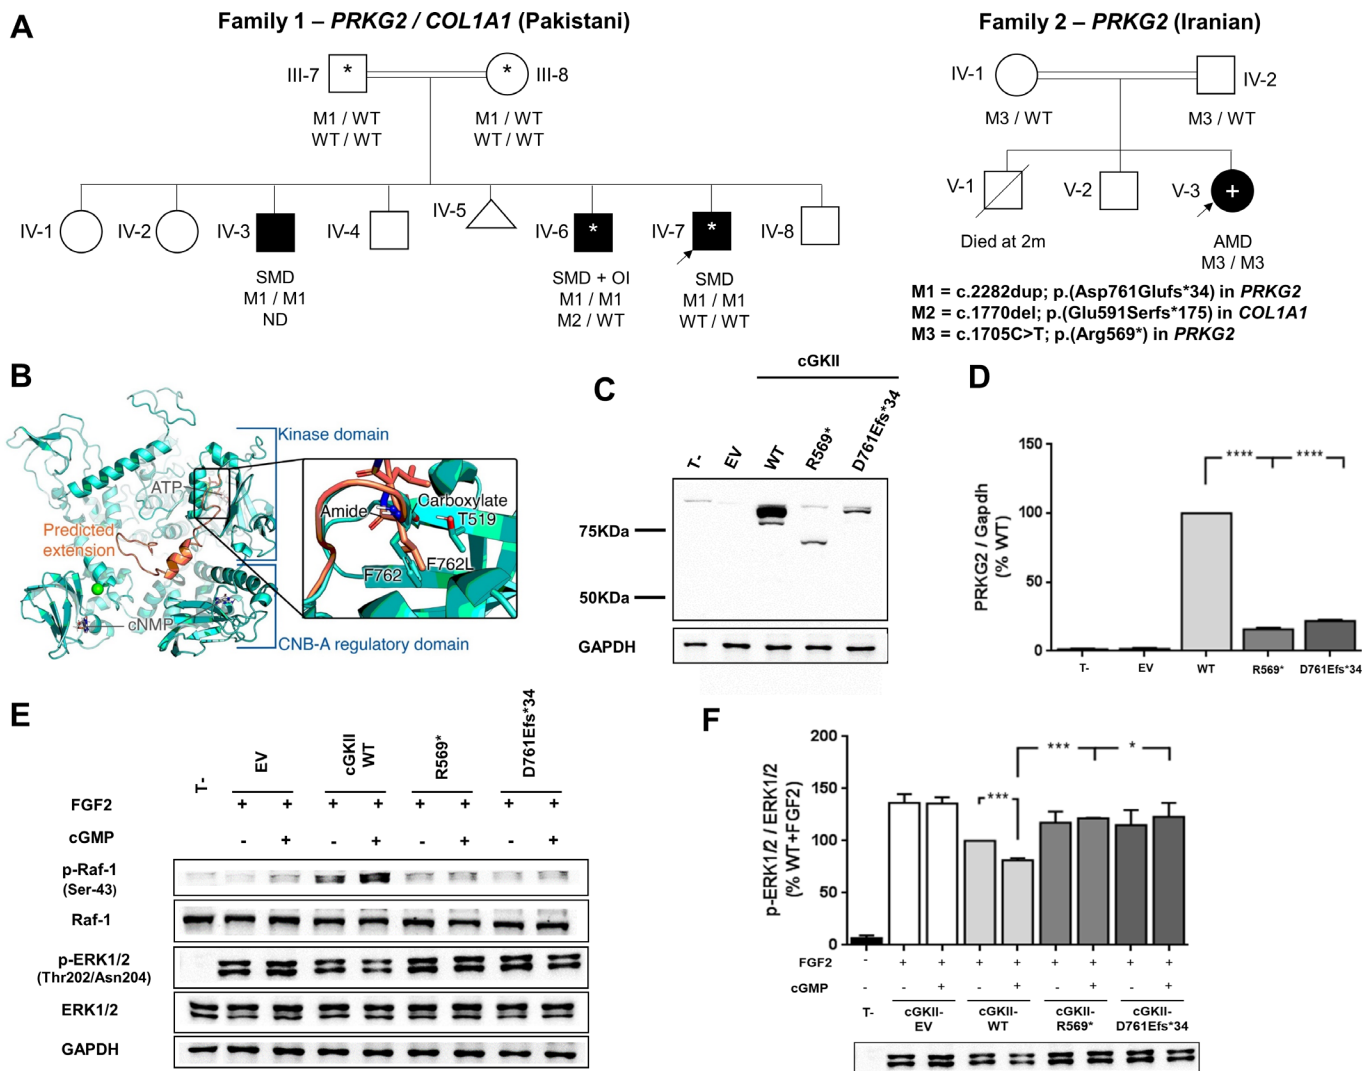 A
Family 1 – PRKG2 / COL1A1 (Pakistani)
Family 2 – PRKG2 (Iranian)
III-7
*
*
III-8
M1 / WT
WT / WT
M1 / WT
WT / WT
IV-1
IV-2
IV-3
IV-4
IV-5
IV-6
*
IV-7
*
IV-8
SMD
M1 / M1
ND
SMD + OI
M1 / M1
M2 / WT
SMD
M1 / M1
WT / WT
IV-1
IV-2
M3 / WT
M3 / WT
V-1
V-2
V-3
+
Died at 2m
AMD
M3 / M3
M1 = c.2282dup; p.(Asp761Glufs*34) in PRKG2
M2 = c.1770del; p.(Glu591Serfs*175) in COL1A1
M3 = c.1705C>T; p.(Arg569*) in PRKG2
B
Kinase domain
ATP
Predicted
extension
cNMP
CNB-A regulatory domain
Carboxylate
Amide
T519
F762
F762L
C
cGKII
T-
EV
WT
R569*
D761Efs*34
75KDa
50KDa
GAPDH
D
PRKG2 / Gapdh
(% WT)
150
100
50
0
****
****
T-
EV
WT
R569*
D761Efs*34
E
T-
EV
cGKII
WT
R569*
D761Efs*34
FGF2
+ + + + + + + +
cGMP
- + - + - + - +
p-Raf-1
(Ser-43)
Raf-1
p-ERK1/2
(Thr202/Asn204)
ERK1/2
GAPDH
F
p-ERK1/2 / ERK1/2
(% WT+FGF2)
200
150
100
50
0
***
***
*
FGF2
- + + + + + + + +
cGMP
- - + - + - + - +
T-
cGKII-
EV
cGKII-
WT
cGKII-
R569*
cGKII-
D761Efs*34